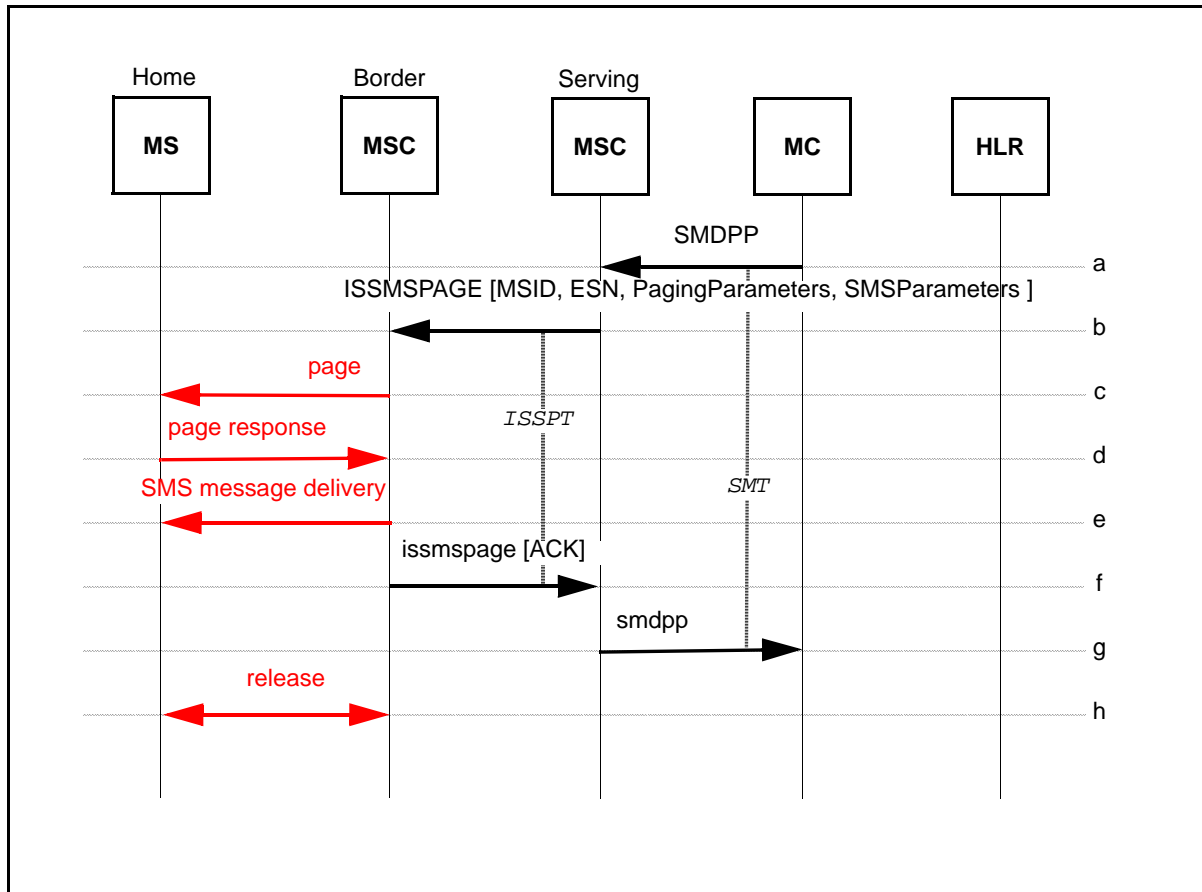 Home Border Serving
MS MSC MSC MC HLR
SMDPP
a
ISSMSPAGE [MSID, ESN, PagingParameters, SMSParameters ]
b
page
c
ISSPT
page response
d
SMT
SMS message delivery
e
issmspage [ACK]
f
smdpp
g
release
h